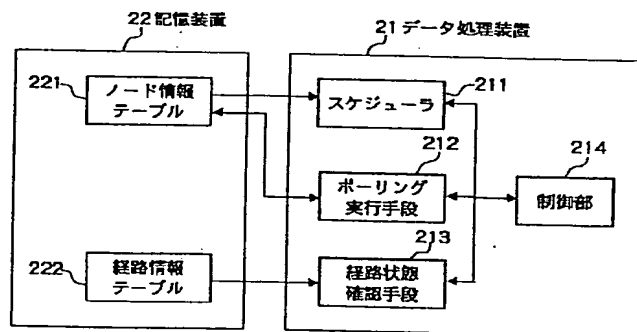 22 記憶装置
21 データ処理装置
221
ノード情報
テーブル
211
スケジューラ
212
ポーリング
実行手段
214
制御部
213
222
経路情報
テーブル
経路状態
確認手段